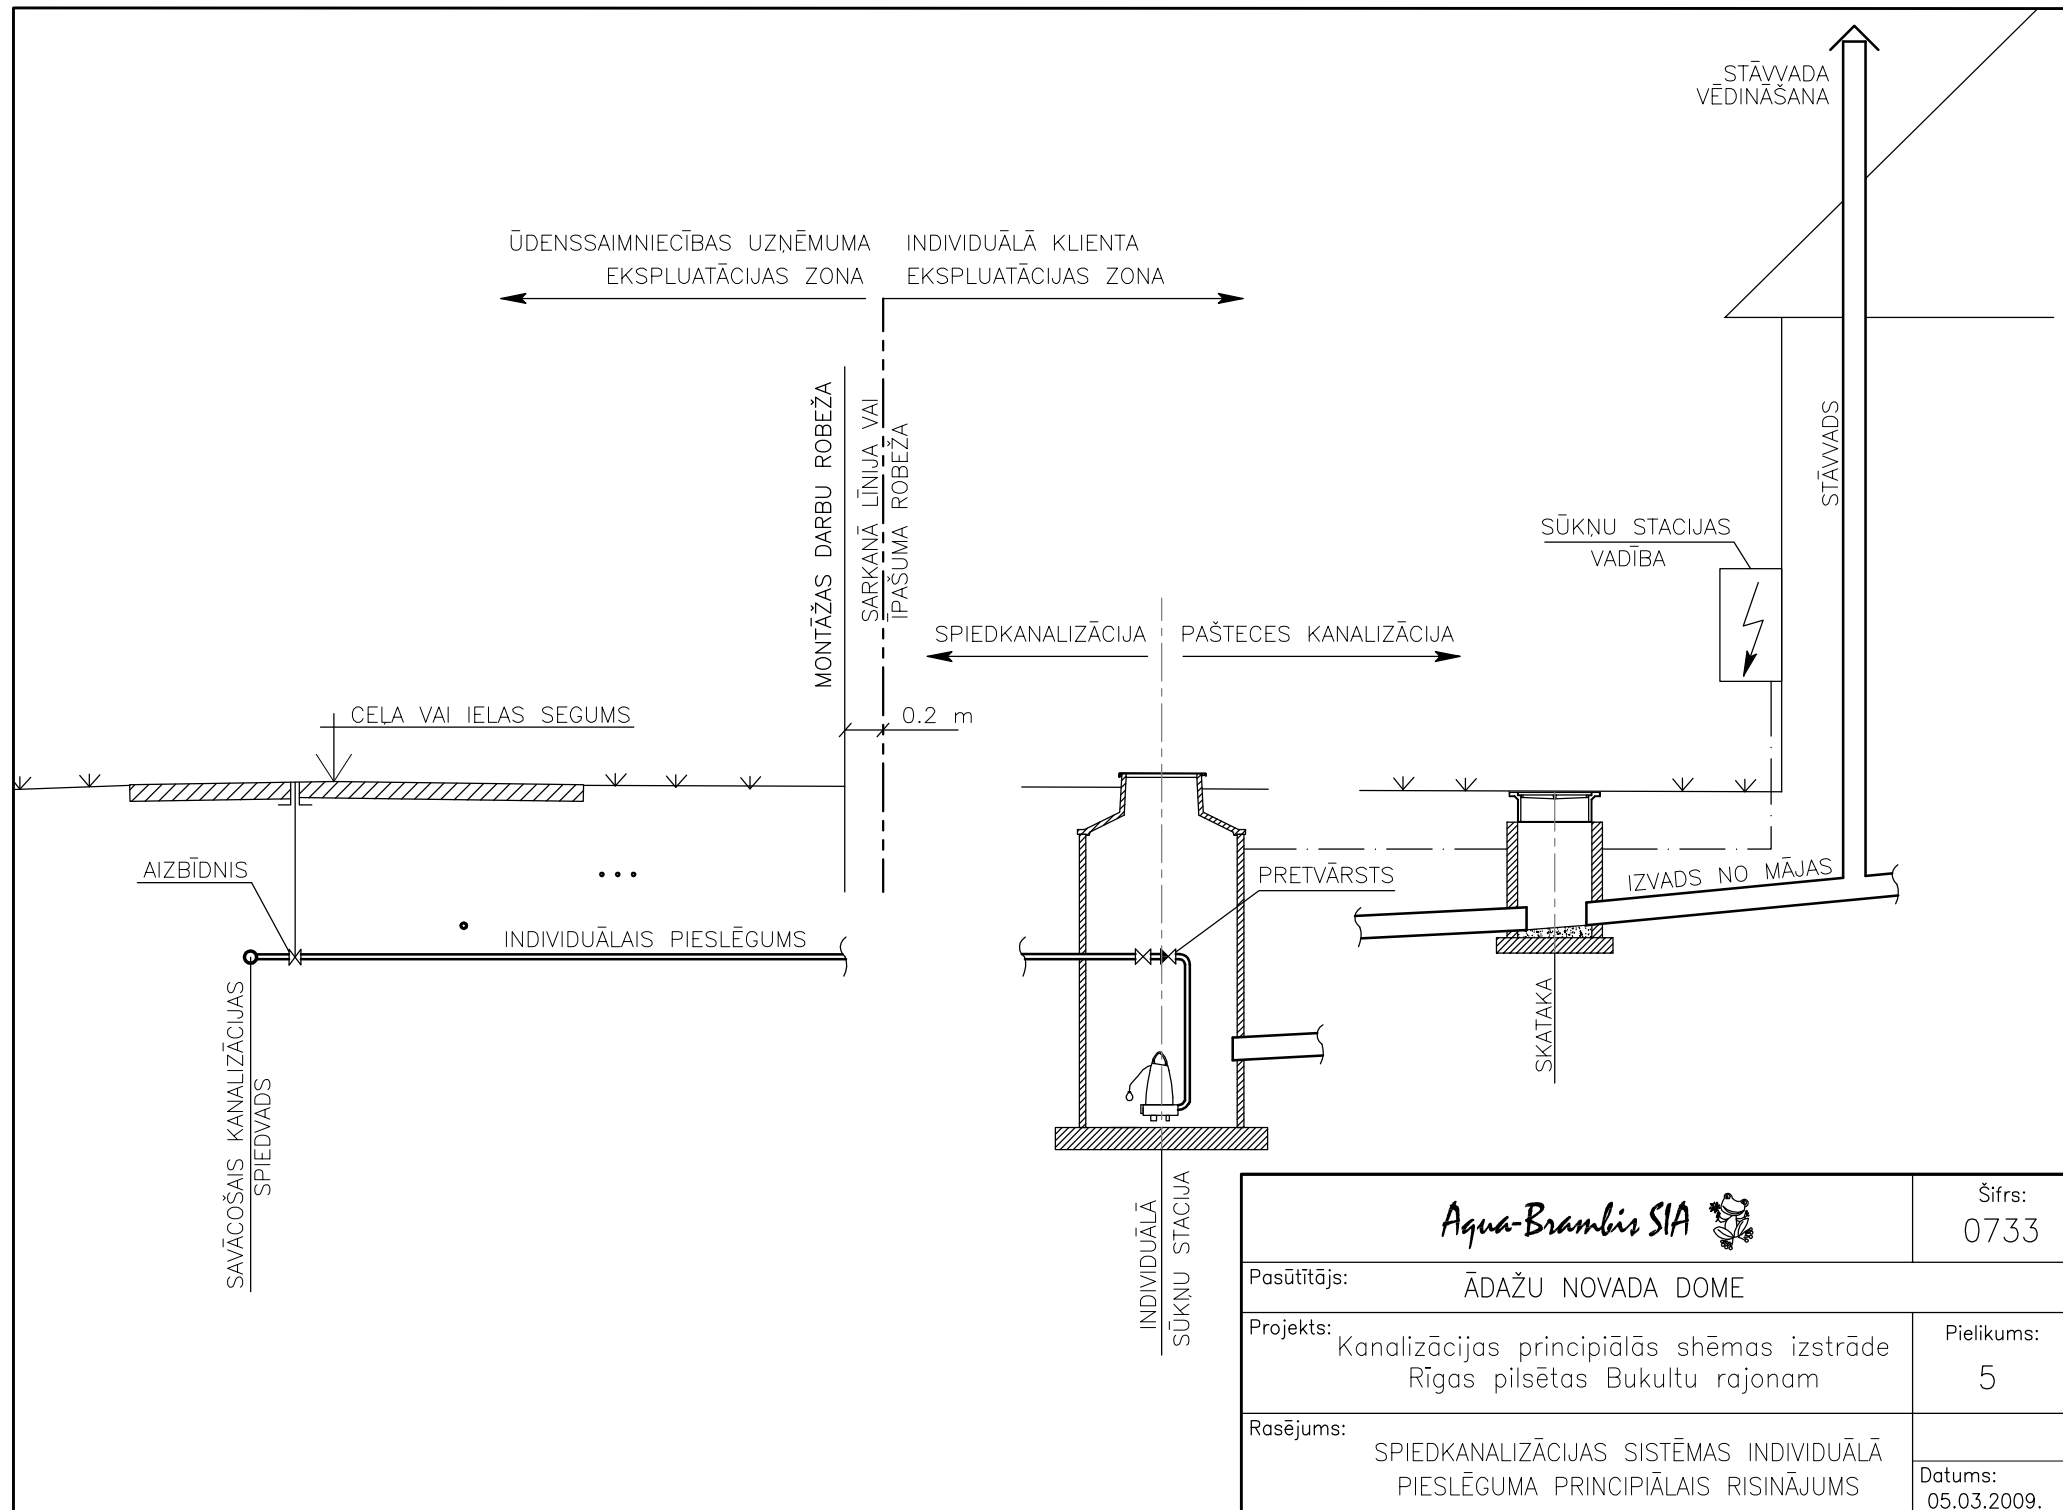 STĀVVADA
VĒDINĀŠANA
ŪDENSSAIMNIECĪBAS UZŅĒMUMA
EKSPLUATĀCIJAS ZONA
INDIVIDUĀLĀ KLIENTA
EKSPLUATĀCIJAS ZONA
MONTĀŽAS DARBU ROBEŽA
SARKANĀ LĪNIJA VAI
ĪPAŠUMA ROBEŽA
STĀVVADS
SŪKŅU STACIJAS
VADĪBA
SPIEDKANALIZĀCIJA
PAŠTECES KANALIZĀCIJA
CEĻA VAI IELAS SEGUMS
0.2 m
AIZBĪDNIS
PRETVĀRSTS
IZVADS NO MĀJAS
INDIVIDUĀLAIS PIESLĒGUMS
SAVĀCOŠAIS KANALIZĀCIJAS
SPIEDVADS
SKATAKA
INDIVIDUĀLĀ
SŪKŅU STACIJA
Aqua-Brambis SIA
Šifrs:
0733
Pasūtītājs:
ĀDAŽU NOVADA DOME
Projekts:
Kanalizācijas principiālās shēmas izstrāde
Rīgas pilsētas Bukultu rajonam
Pielikums:
5
Rasējums:
SPIEDKANALIZĀCIJAS SISTĒMAS INDIVIDUĀLĀ
PIESLĒGUMA PRINCIPIĀLAIS RISINĀJUMS
Datums:
05.03.2009.